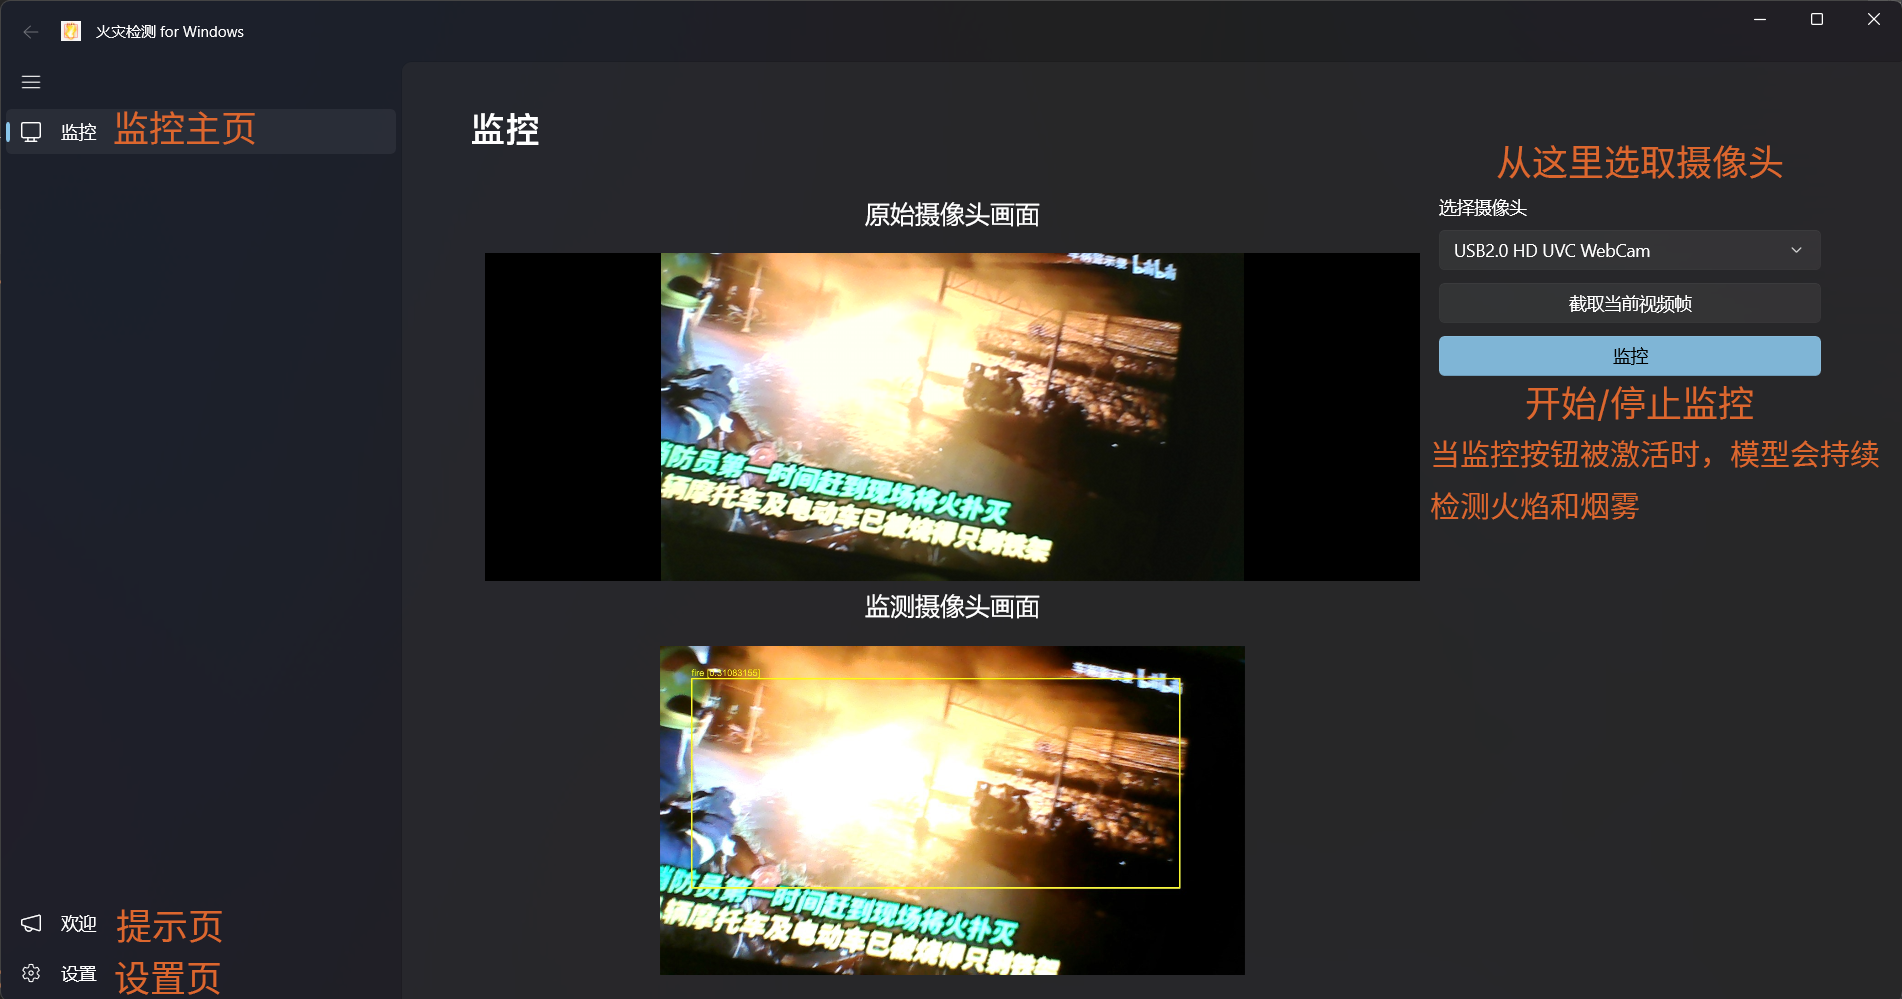 火灾检测 for Windows
监控 监控主页
监控
从这里选取摄像头
选择摄像头
USB2.0 HD UVC WebCam
截取当前视频帧
监控
开始/停止监控
当监控按钮被激活时，模型会持续
检测火焰和烟雾
原始摄像头画面
消防员第一时间赶到现场将火扑灭
辆摩托车及电动车已被烧得只剩铁架
监测摄像头画面
fire [0.31083155]
消防员第一时间赶到现场将火扑灭
辆摩托车及电动车已被烧得只剩铁架
欢迎 提示页
设置 设置页